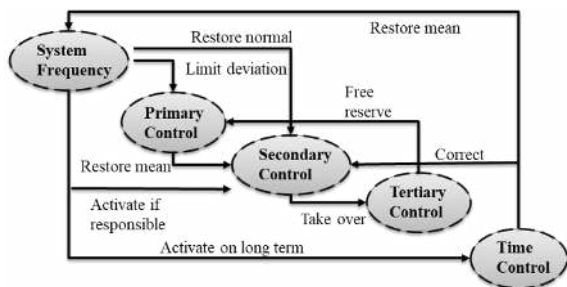 Restore mean
System
Frequency
Restore normal
Limit deviation
Free
reserve
Primary
Control
Restore mean
Secondary
Control
Correct
Activate if
responsible
Take over
Tertiary
Control
Activate on long term
Time
Control